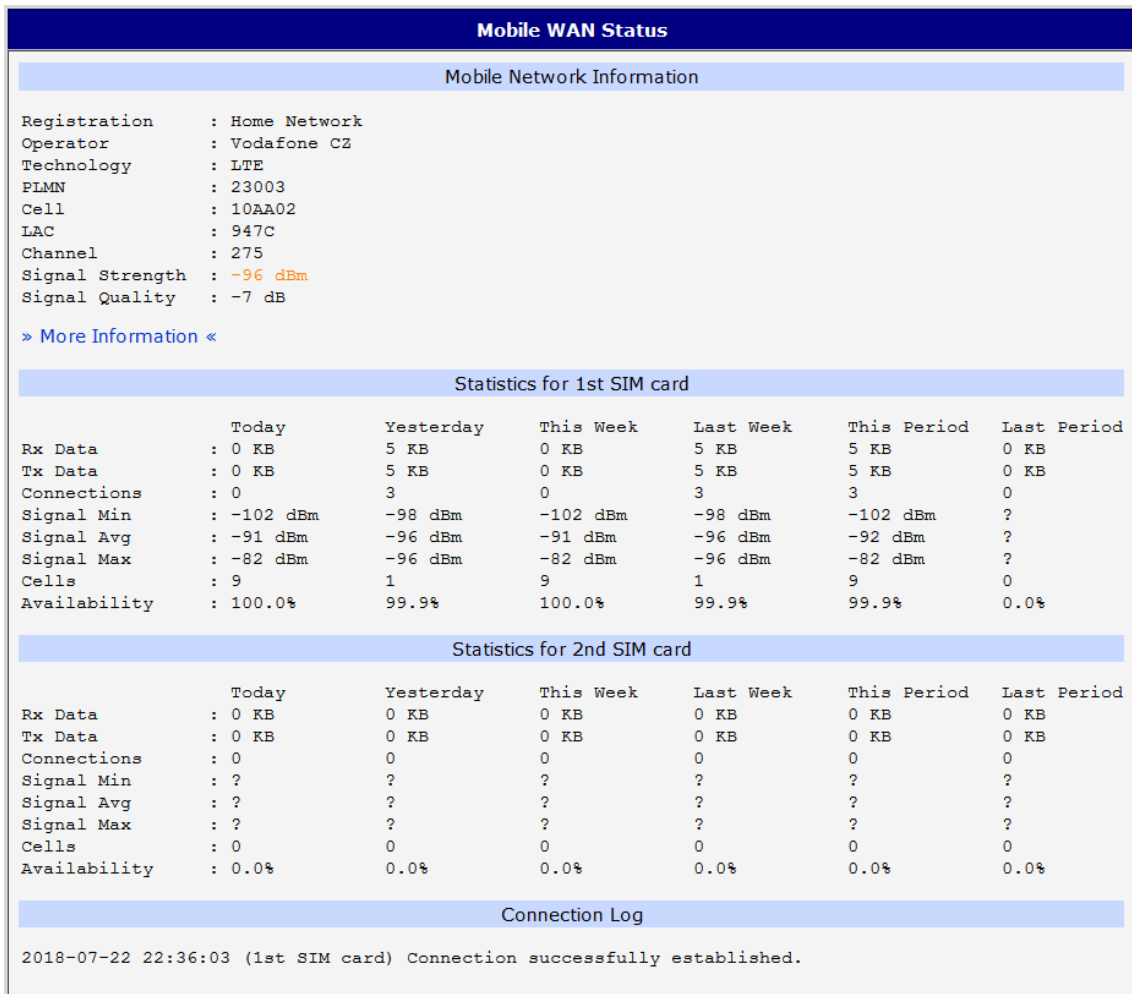 Mobile WAN Status
Mobile Network Information
Registration : Home Network
Operator : Vodafone CZ
Technology : LTE
PLMN : 23003
Cell : 10AA02
LAC : 947C
Channel : 275
Signal Strength : -96 dBm
Signal Quality : -7 dB
» More Information «
Statistics for 1st SIM card
Today Yesterday This Week Last Week This Period Last Period
Rx Data : 0 KB 5 KB 0 KB 5 KB 5 KB 0 KB
Tx Data : 0 KB 5 KB 0 KB 5 KB 5 KB 0 KB
Connections : 0 3 0 3 3 0
Signal Min : -102 dBm -98 dBm -102 dBm -98 dBm -102 dBm ?
Signal Avg : -91 dBm -96 dBm -91 dBm -96 dBm -92 dBm ?
Signal Max : -82 dBm -96 dBm -82 dBm -96 dBm -82 dBm ?
Cells : 9 1 9 1 9 0
Availability : 100.0% 99.9% 100.0% 99.9% 99.9% 0.0%
Statistics for 2nd SIM card
Today Yesterday This Week Last Week This Period Last Period
Rx Data : 0 KB 0 KB 0 KB 0 KB 0 KB 0 KB
Tx Data : 0 KB 0 KB 0 KB 0 KB 0 KB 0 KB
Connections : 0 0 0 0 0 0
Signal Min : ? ? ? ? ? ?
Signal Avg : ? ? ? ? ? ?
Signal Max : ? ? ? ? ? ?
Cells : 0 0 0 0 0 0
Availability : 0.0% 0.0% 0.0% 0.0% 0.0% 0.0%
Connection Log
2018-07-22 22:36:03 (1st SIM card) Connection successfully established.